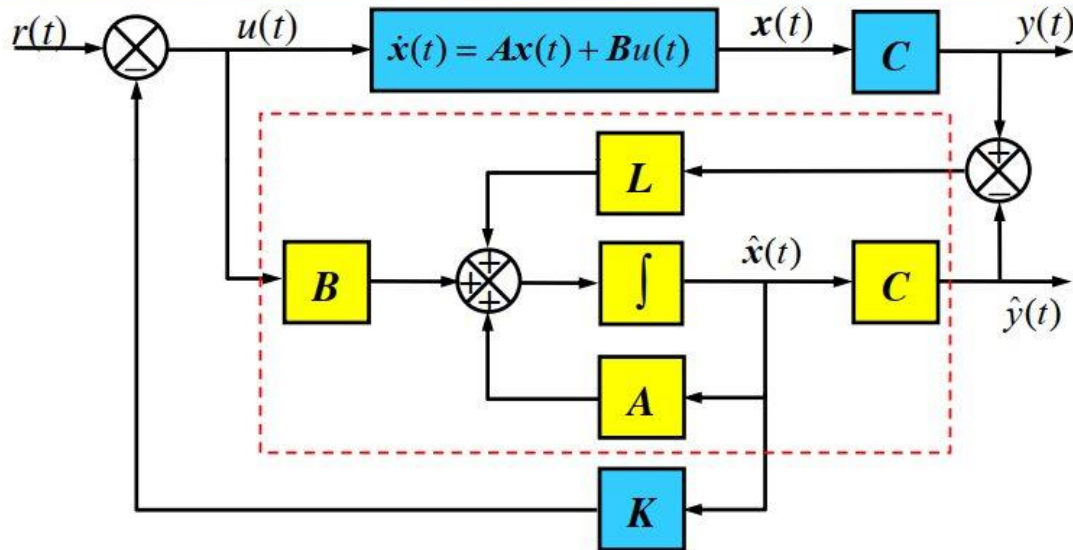 r(t) u(t) ẋ(t) = Ax(t) + Bu(t) x(t) C y(t)
−
L + −
+ + +
B ∫ x̂(t) C ŷ(t)
A
K